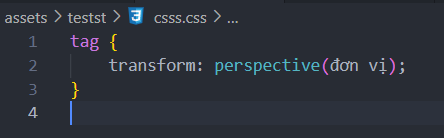 assets > testst > csss.css > ...
1 tag {
2 transform: perspective(đơn vị);
3 }
4